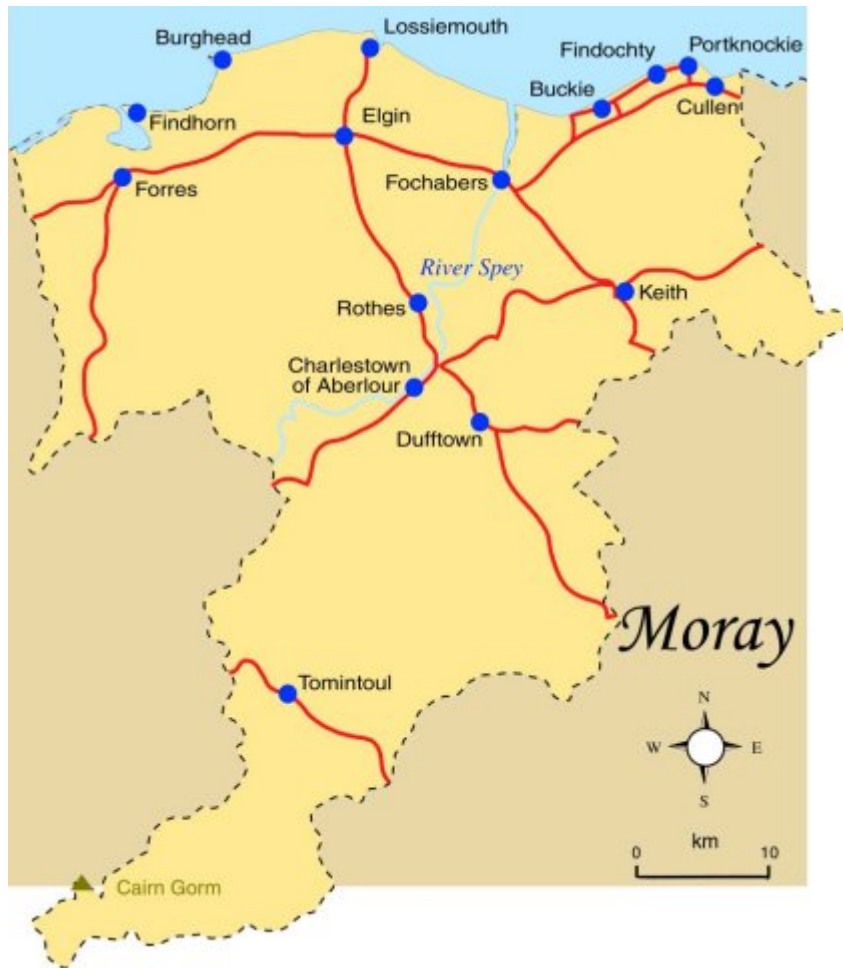 Lossiemouth
Burghead
Portknockie
Findochty
Buckie
Cullen
Findhorn
Elgin
Forres
Fochabers
River Spey
Rothes
Keith
Charlestown
of Aberlour
Dufftown
Moray
Tomintoul
N
W
E
S
km
0
10
Cairn Gorm